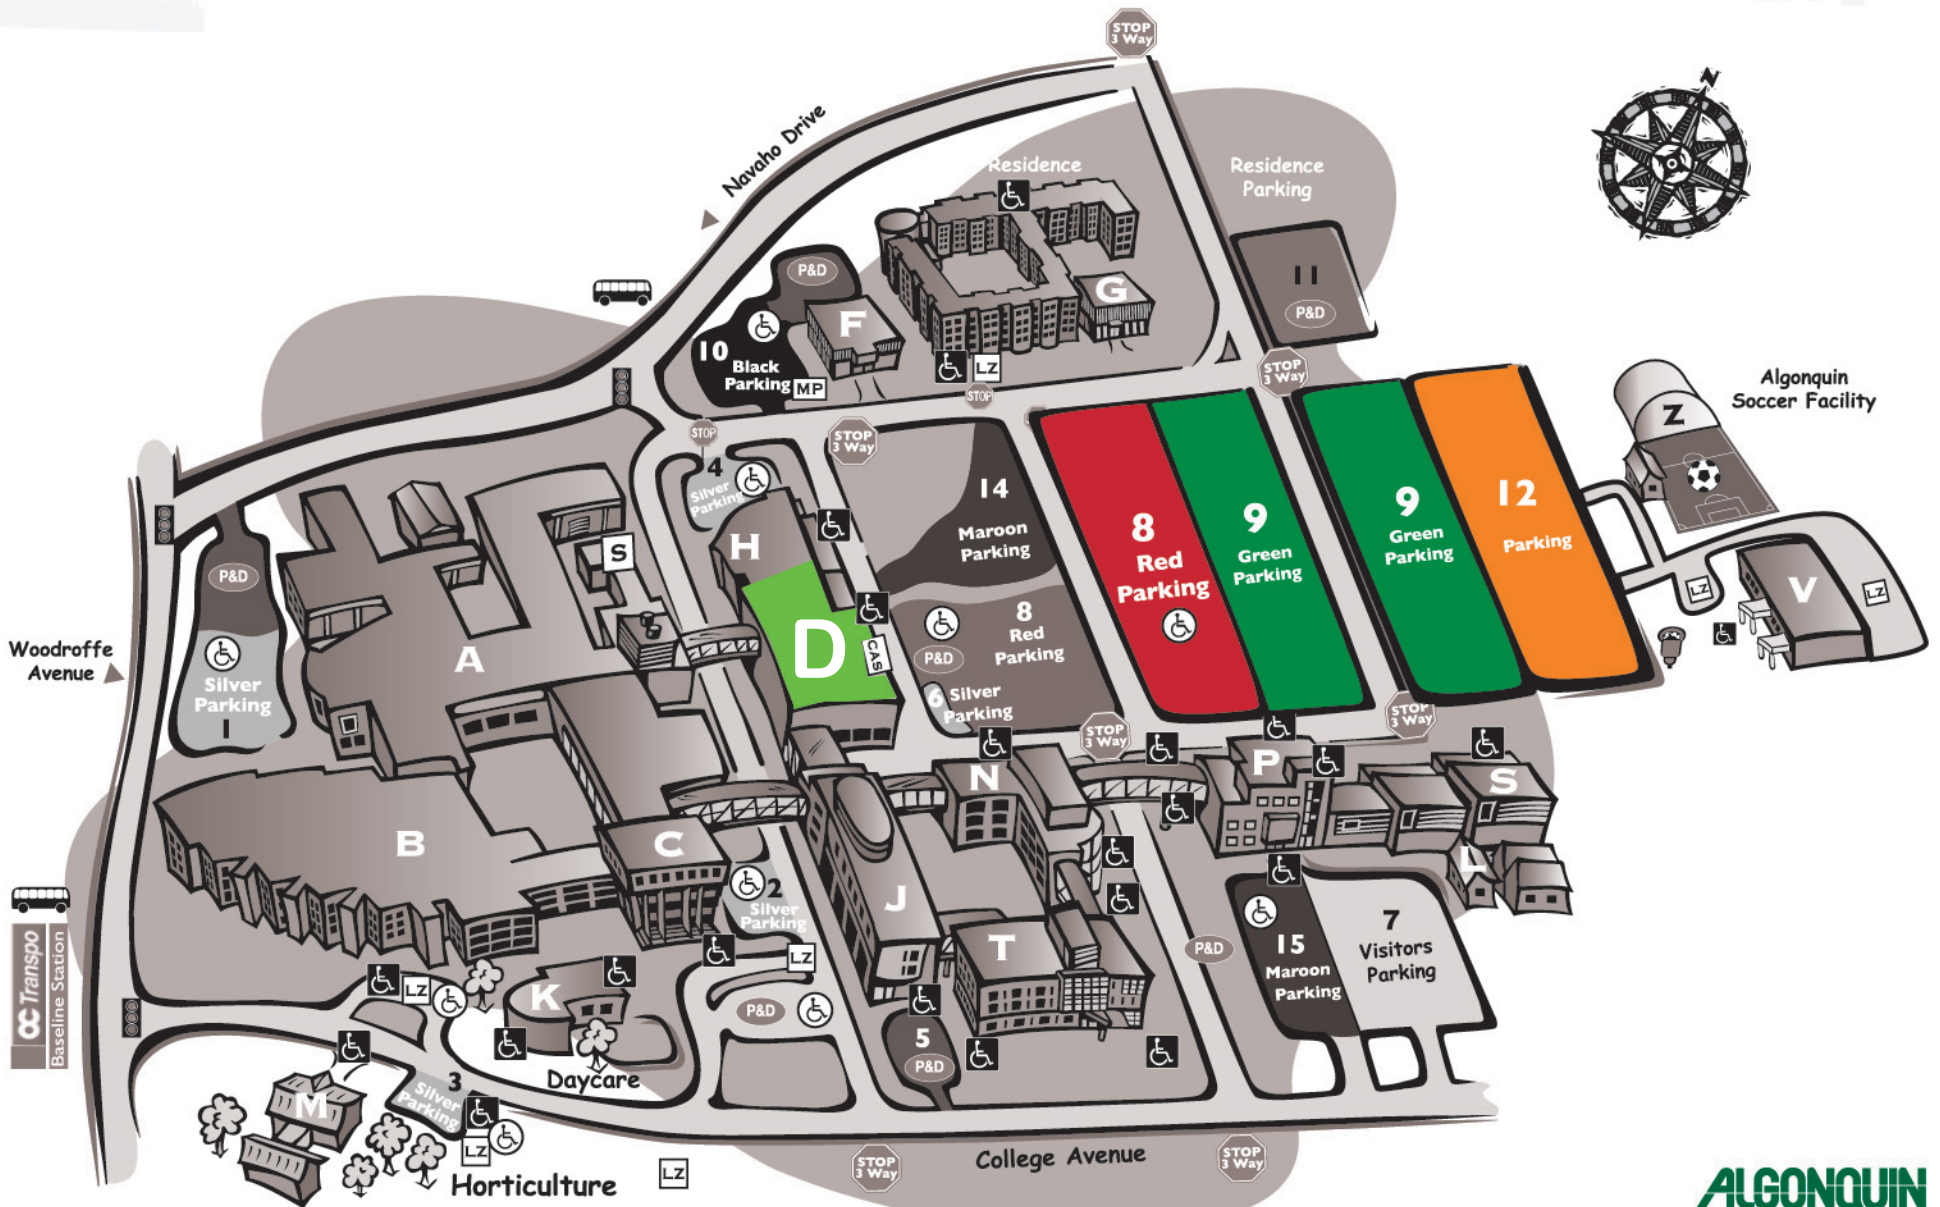 STOP
3 Way
N
Navaho Drive
Residence
Residence
Parking
P&D
11
P&D
G
F
10
Black
Parking
MP
LZ
STOP
STOP
3 Way
Algonquin
Soccer Facility
Z
STOP
STOP
3 Way
4
Silver
Parking
14
Maroon
Parking
8
Red
Parking
9
Green
Parking
9
Green
Parking
12
Parking
H
S
P&D
Silver
Parking
1
Woodroffe
Avenue
A
D
CAS
8
Red
Parking
P&D
6 Silver
Parking
LZ
V
LZ
STOP
3 Way
STOP
3 Way
N
P
S
B
C
J
L
2
Silver
Parking
LZ
T
P&D
15
Maroon
Parking
7
Visitors
Parking
OC Transpo
Baseline Station
LZ
K
P&D
5
P&D
Daycare
3
Silver
Parking
M
LZ
Horticulture
LZ
STOP
3 Way
College Avenue
STOP
3 Way
ALGONQUIN